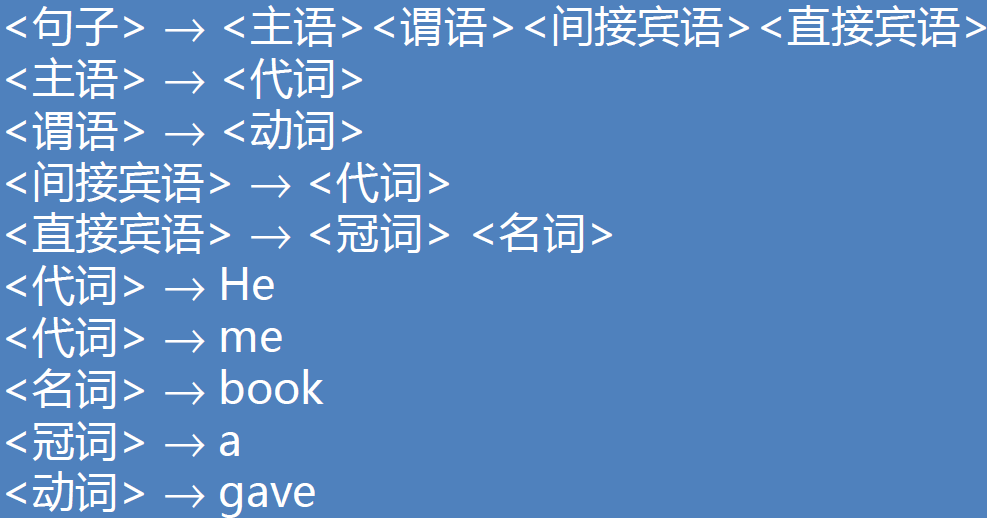 <句子> → <主语><谓语><间接宾语><直接宾语>
<主语> → <代词>
<谓语> → <动词>
<间接宾语> → <代词>
<直接宾语> → <冠词> <名词>
<代词> → He
<代词> → me
<名词> → book
<冠词> → a
<动词> → gave